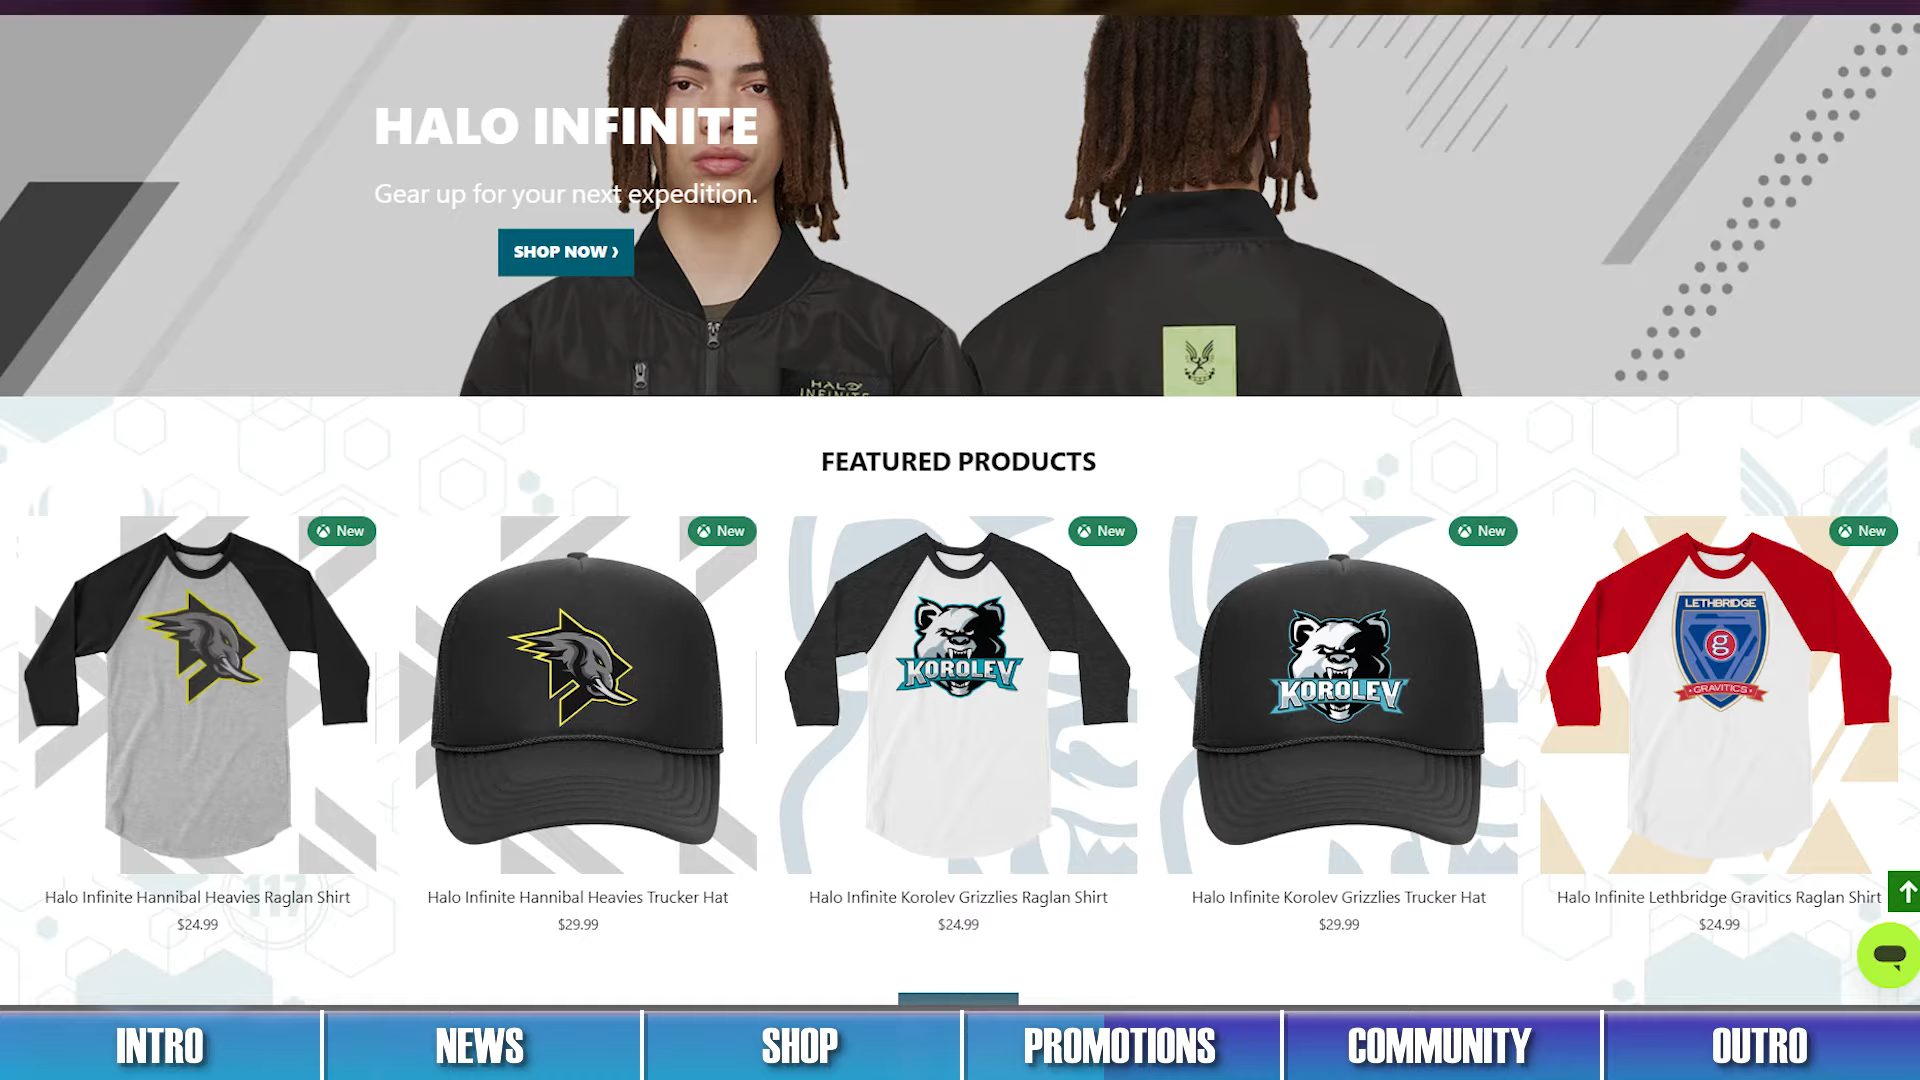 HALO INFINITE
Gear up for your next expedition.
SHOP NOW ›
HALO
INFINITE
FEATURED PRODUCTS
New
New
New
New
New
KOROLEV
KOROLEV
LETHBRIDGE
g
GRAVITICS
Halo Infinite Hannibal Heavies Raglan Shirt
$24.99
Halo Infinite Hannibal Heavies Trucker Hat
$29.99
Halo Infinite Korolev Grizzlies Raglan Shirt
$24.99
Halo Infinite Korolev Grizzlies Trucker Hat
$29.99
Halo Infinite Lethbridge Gravitics Raglan Shirt
$24.99
117
INTRO
NEWS
SHOP
PROMOTIONS
COMMUNITY
OUTRO